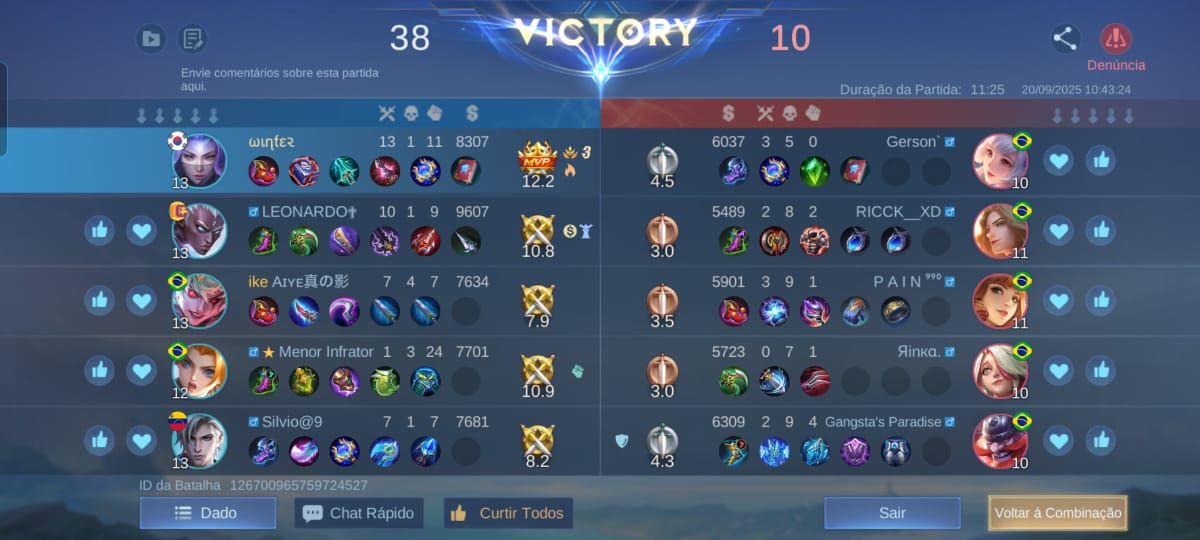 38 VICTORY 10
Envie comentários sobre esta partida
aqui.
Denúncia
Duração da Partida: 11:25 20/09/2025 10:43:24
ωιηƭɛ૨ 13 1 11 8307 MVP 3
13 12.2
6037 3 5 0 Gerson`
4.5 10
LEONARDO✝ 10 1 9 9607
13 10.8
5489 2 8 2 RICCK__XD
3.0 11
ike Aɪʏᴇ真の影 7 4 7 7634
13 7.9
5901 3 9 1 P A I N ⁹⁹⁰
3.5 11
★ Menor Infrator 1 3 24 7701
12 10.9
5723 0 7 1 Яinкα.
3.0 10
Silvio@9 7 1 7 7681
13 8.2
6309 2 9 4 Gangsta's Paradise
4.3 10
ID da Batalha 126700965759724527
Dado Chat Rápido Curtir Todos Sair Voltar à Combinação